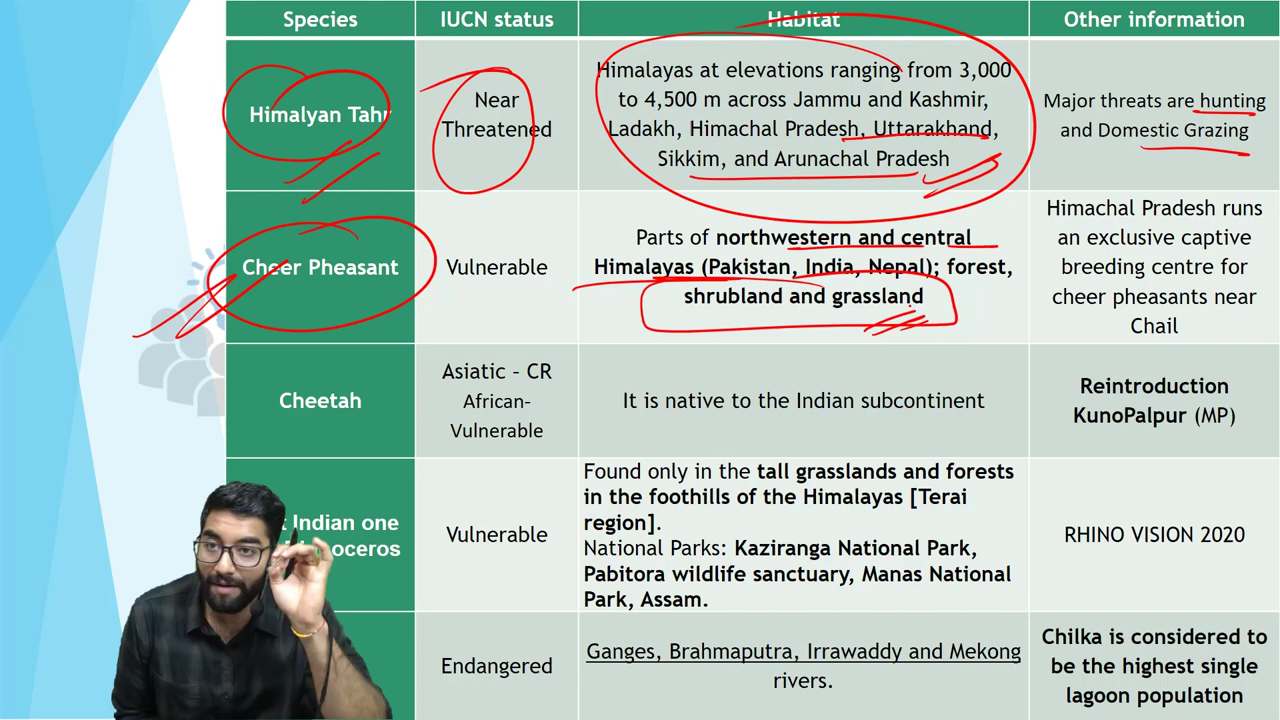 Species IUCN status Habitat Other information
Himalyan Tahr
Near
Threatened
Himalayas at elevations ranging from 3,000
to 4,500 m across Jammu and Kashmir,
Ladakh, Himachal Pradesh, Uttarakhand,
Sikkim, and Arunachal Pradesh
Major threats are hunting
and Domestic Grazing
Cheer Pheasant
Vulnerable
Parts of northwestern and central
Himalayas (Pakistan, India, Nepal); forest,
shrubland and grassland
Himachal Pradesh runs
an exclusive captive
breeding centre for
cheer pheasants near
Chail
Cheetah
Asiatic – CR
African-
Vulnerable
It is native to the Indian subcontinent
Reintroduction
KunoPalpur (MP)
Indian one
Vulnerable
Found only in the tall grasslands and forests
in the foothills of the Himalayas [Terai
region].
National Parks: Kaziranga National Park,
Pabitora wildlife sanctuary, Manas National
Park, Assam.
RHINO VISION 2020
Endangered
Ganges, Brahmaputra, Irrawaddy and Mekong
rivers.
Chilka is considered to
be the highest single
lagoon population